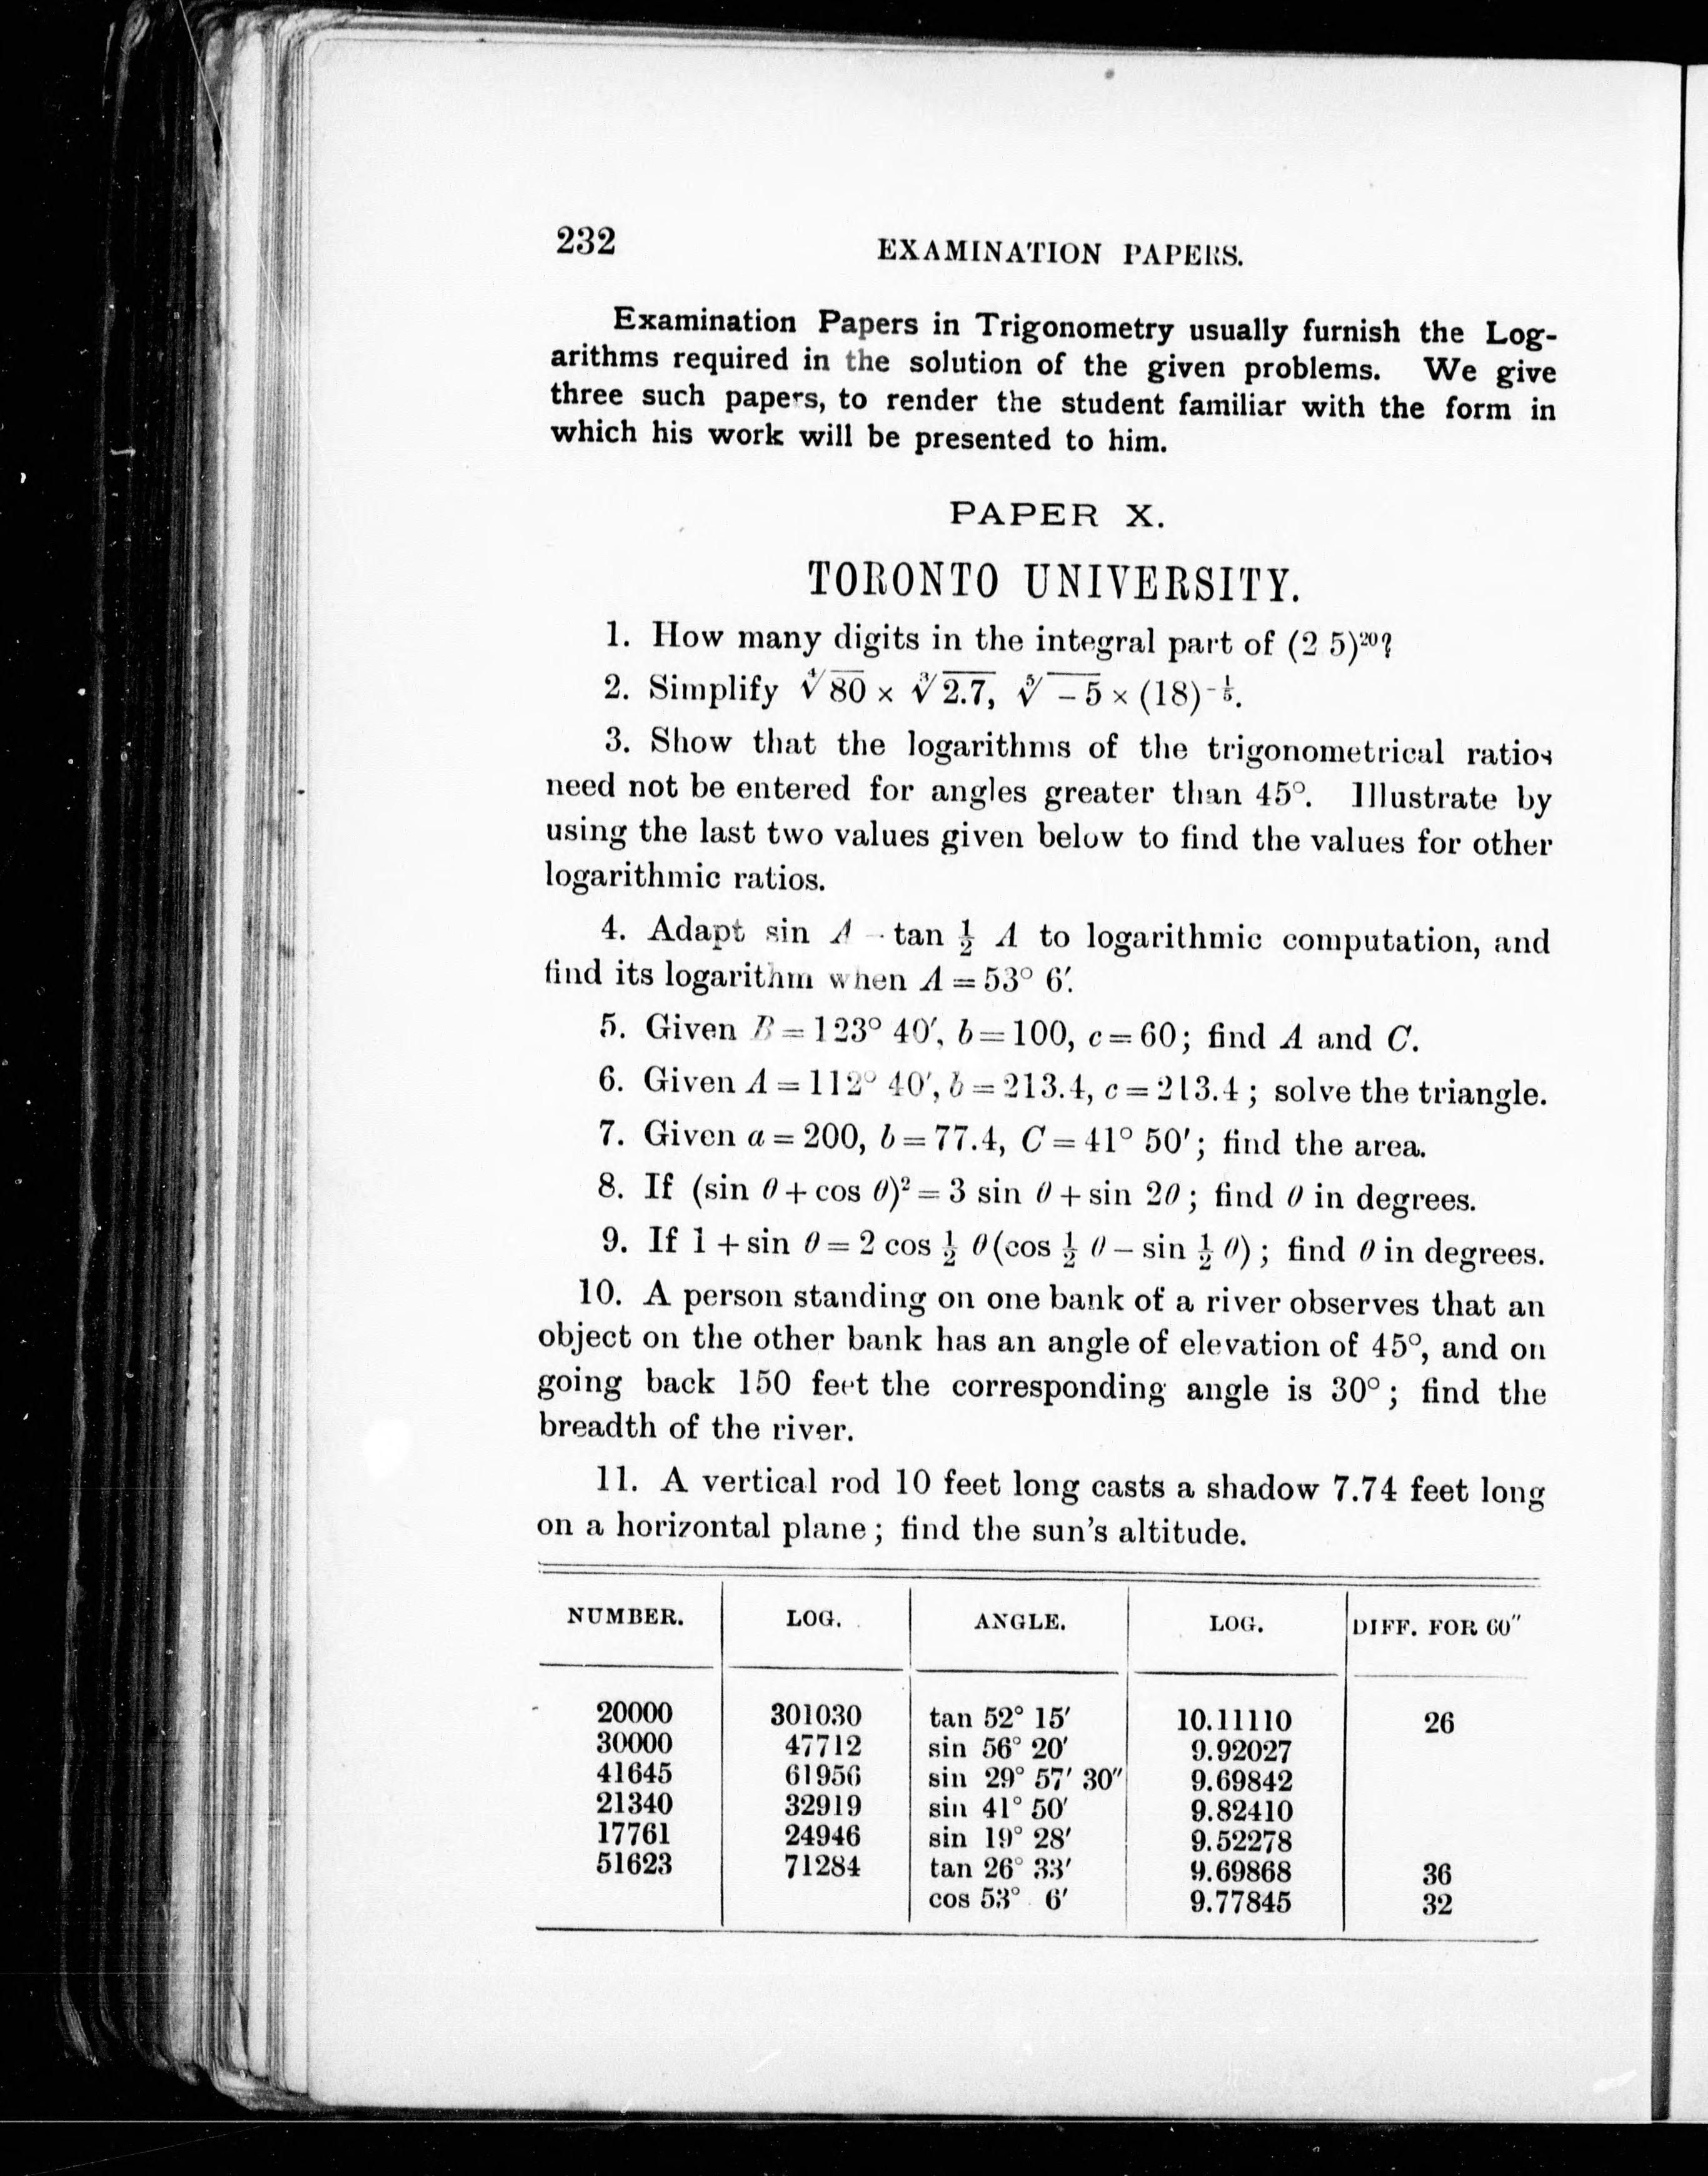 232 EXAMINATION PAPERS.
Examination Papers in Trigonometry usually furnish the Log-
arithms required in the solution of the given problems. We give
three such papers, to render the student familiar with the form in
which his work will be presented to him.
PAPER X.
TORONTO UNIVERSITY.
1. How many digits in the integral part of (2 5)²⁰?
2. Simplify ∜80 × ∛2.7, ⁵√−5 × (18)^−1/5.
3. Show that the logarithms of the trigonometrical ratios
need not be entered for angles greater than 45°. Illustrate by
using the last two values given below to find the values for other
logarithmic ratios.
4. Adapt sin A - tan ½ A to logarithmic computation, and
find its logarithm when A = 53° 6′.
5. Given B = 123° 40′, b = 100, c = 60; find A and C.
6. Given A = 112° 40′, b = 213.4, c = 213.4; solve the triangle.
7. Given a = 200, b = 77.4, C = 41° 50′; find the area.
8. If (sin θ + cos θ)² = 3 sin θ + sin 2θ; find θ in degrees.
9. If 1 + sin θ = 2 cos ½ θ (cos ½ θ − sin ½ θ); find θ in degrees.
10. A person standing on one bank of a river observes that an
object on the other bank has an angle of elevation of 45°, and on
going back 150 feet the corresponding angle is 30°; find the
breadth of the river.
11. A vertical rod 10 feet long casts a shadow 7.74 feet long
on a horizontal plane; find the sun's altitude.
NUMBER. LOG. ANGLE. LOG. DIFF. FOR 60″
20000 301030 tan 52° 15′ 10.11110 26
30000 47712 sin 56° 20′ 9.92027
41645 61956 sin 29° 57′ 30″ 9.69842
21340 32919 sin 41° 50′ 9.82410
17761 24946 sin 19° 28′ 9.52278
51623 71284 tan 26° 33′ 9.69868 36
cos 53° 6′ 9.77845 32